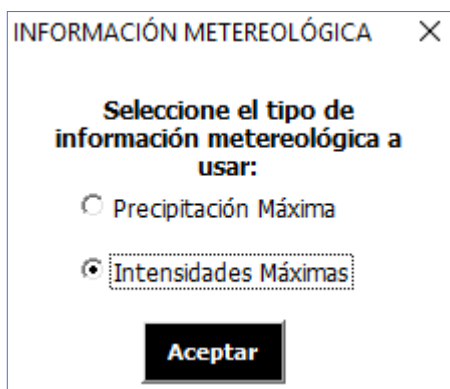 INFORMACIÓN METEREOLÓGICA
Seleccione el tipo de
información metereológica a
usar:
Precipitación Máxima
Intensidades Máximas
Aceptar